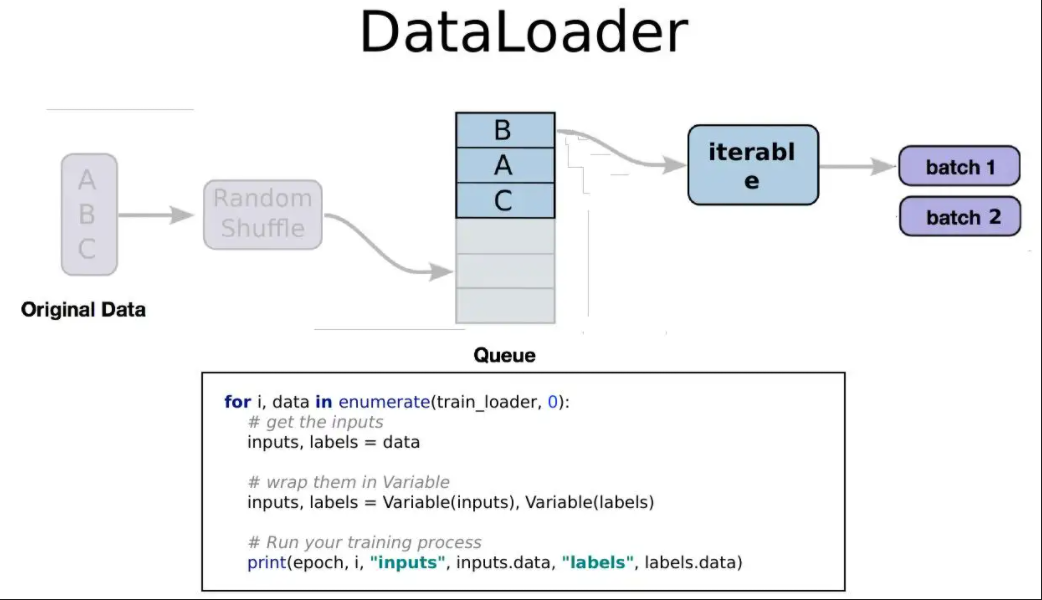 DataLoader
A
B
C
Original Data
Random
Shuffle
B
A
C
Queue
iterabl
e
batch 1
batch 2
for i, data in enumerate(train_loader, 0):
# get the inputs
inputs, labels = data
# wrap them in Variable
inputs, labels = Variable(inputs), Variable(labels)
# Run your training process
print(epoch, i, "inputs", inputs.data, "labels", labels.data)